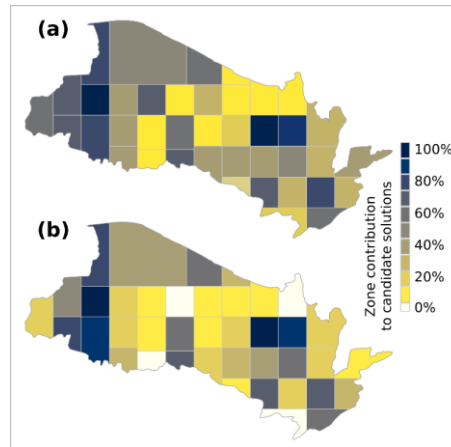 (a)
(b)
Zone contribution
to candidate solutions
100%
80%
60%
40%
20%
0%